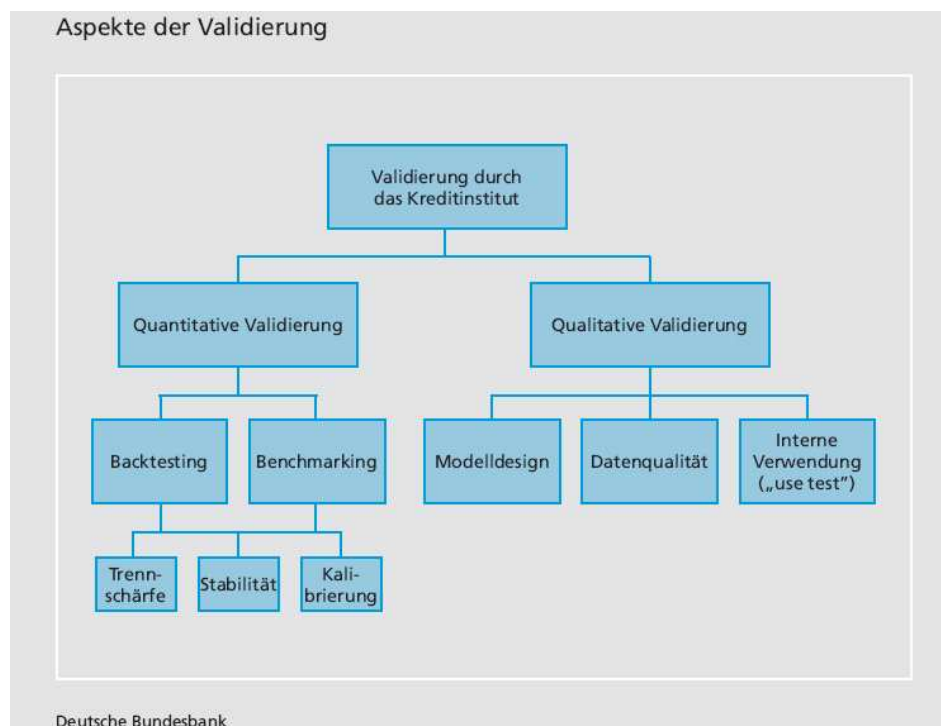 Aspekte der Validierung
Validierung durch
das Kreditinstitut
Quantitative Validierung
Qualitative Validierung
Backtesting
Benchmarking
Modelldesign
Datenqualität
Interne
Verwendung
(„use test”)
Trenn-
schärfe
Stabilität
Kali-
brierung
Deutsche Bundesbank